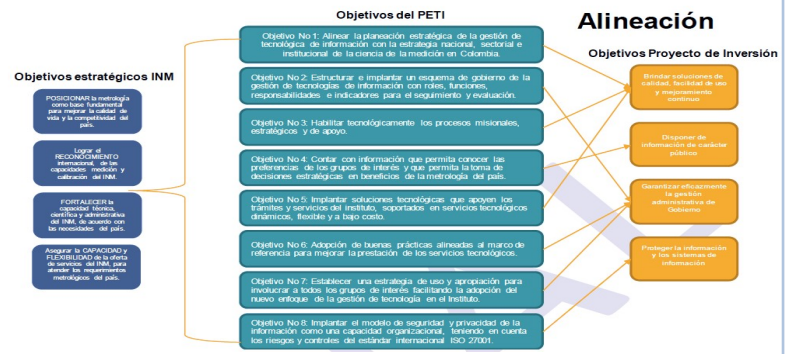 Objetivos del PETI
Alineación
Objetivos estratégicos INM
Objetivos Proyecto de Inversión
POSICIONAR la metrología
como base fundamental
para mejorar la calidad de
vida y la competitividad del
país.
Lograr el
RECONOCIMIENTO
internacional, de las
capacidades medición y
calibración del INM.
FORTALECER la
capacidad técnica,
científica y administrativa
del INM, de acuerdo con
las necesidades del país.
Asegurar la CAPACIDAD y
FLEXIBILIDAD de la oferta
de servicios del INM, para
atender los requerimientos
metrológicos del país.
Objetivo No 1: Alinear la planeación estratégica de la gestión de
tecnológica de información con la estrategia nacional, sectorial e
institucional de la ciencia de la medición en Colombia.
Objetivo No 2: Estructurar e implantar un esquema de gobierno de la
gestión de tecnologías de información con roles, funciones,
responsabilidades e indicadores para el seguimiento y evaluación.
Objetivo No 3: Habilitar tecnológicamente los procesos misionales,
estratégicos y de apoyo.
Objetivo No 4: Contar con información que permita conocer las
preferencias de los grupos de interés y que permita la toma de
decisiones estratégicas en beneficios de la metrología del país.
Objetivo No 5: Implantar soluciones tecnológicas que apoyen los
trámites y servicios del instituto, soportados en servicios tecnológicos
dinámicos, flexible y a bajo costo.
Objetivo No 6: Adopción de buenas prácticas alineadas al marco de
referencia para mejorar la prestación de los servicios tecnológicos.
Objetivo No 7: Establecer una estrategia de uso y apropiación para
involucrar a todos los grupos de interés facilitando la adopción del
nuevo enfoque de la gestión de tecnología en el Instituto.
Objetivo No 8: Implantar el modelo de seguridad y privacidad de la
información como una capacidad organizacional, teniendo en cuenta
los riesgos y controles del estándar internacional ISO 27001.
Brindar soluciones de
calidad, facilidad de uso
y mejoramiento
continuo
Disponer de
información de carácter
público
Garantizar eficazmente
la gestión
administrativa de
Gobierno
Proteger la información
y los sistemas de
información